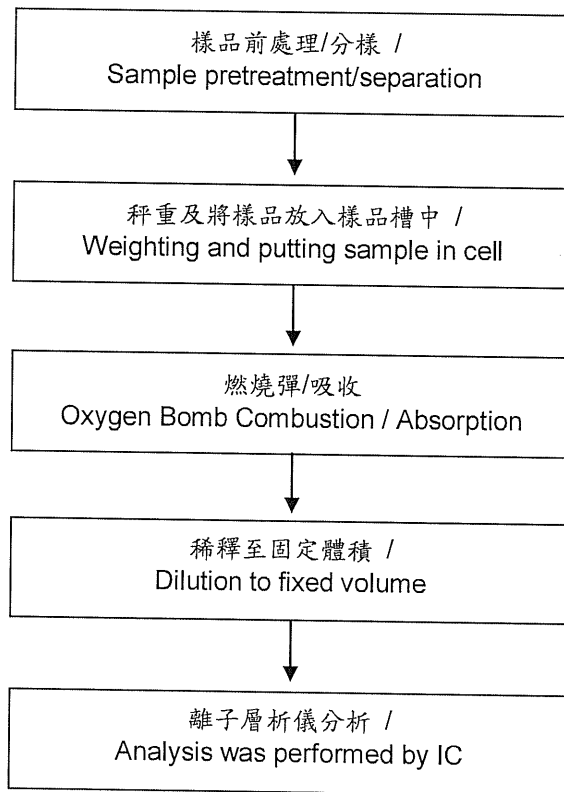 樣品前處理/分樣 /
Sample pretreatment/separation
秤重及將樣品放入樣品槽中 /
Weighting and putting sample in cell
燃燒彈/吸收
Oxygen Bomb Combustion / Absorption
稀釋至固定體積 /
Dilution to fixed volume
離子層析儀分析 /
Analysis was performed by IC